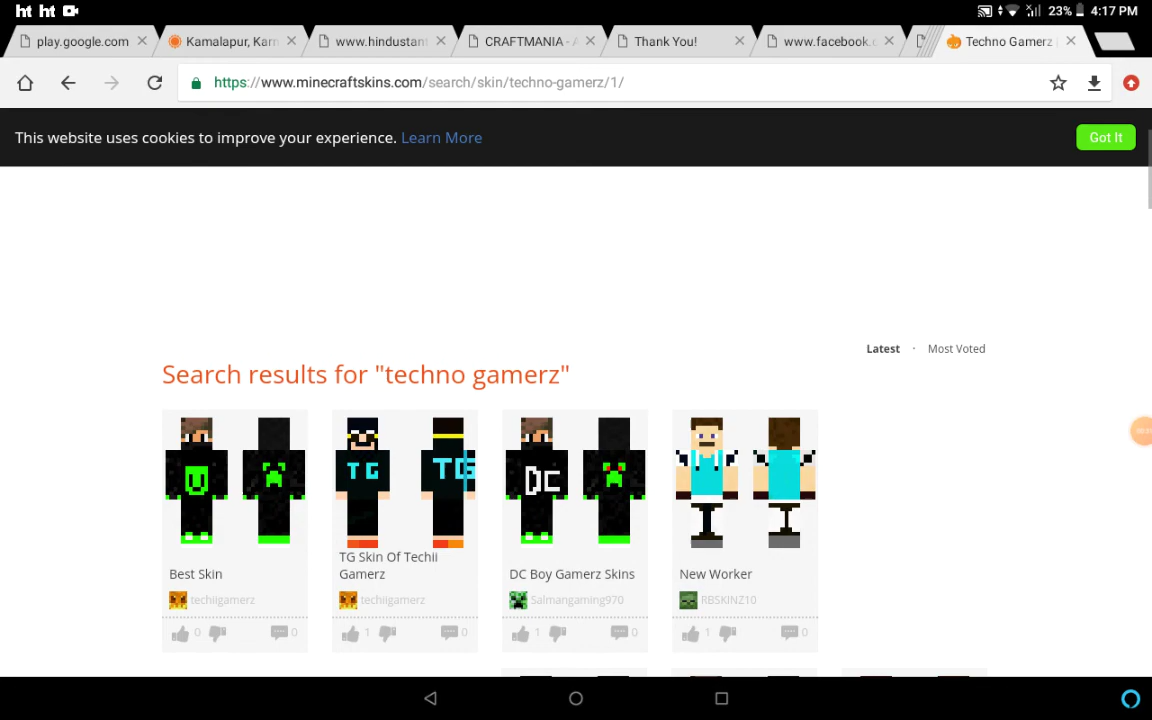 ht ht 23% 4:17 PM
play.google.com Kamalapur, Karn www.hindustan CRAFTMANIA - A Thank You! www.facebook.c Techno Gamerz
https://www.minecraftskins.com/search/skin/techno-gamerz/1/
This website uses cookies to improve your experience. Learn More Got It
Latest · Most Voted
Search results for "techno gamerz"
U TG TG DC
TG Skin Of Techii
Best Skin Gamerz DC Boy Gamerz Skins New Worker
techiigamerz techiigamerz Salmangaming970 RBSKINZ10
0 0 1 0 1 0 1 0